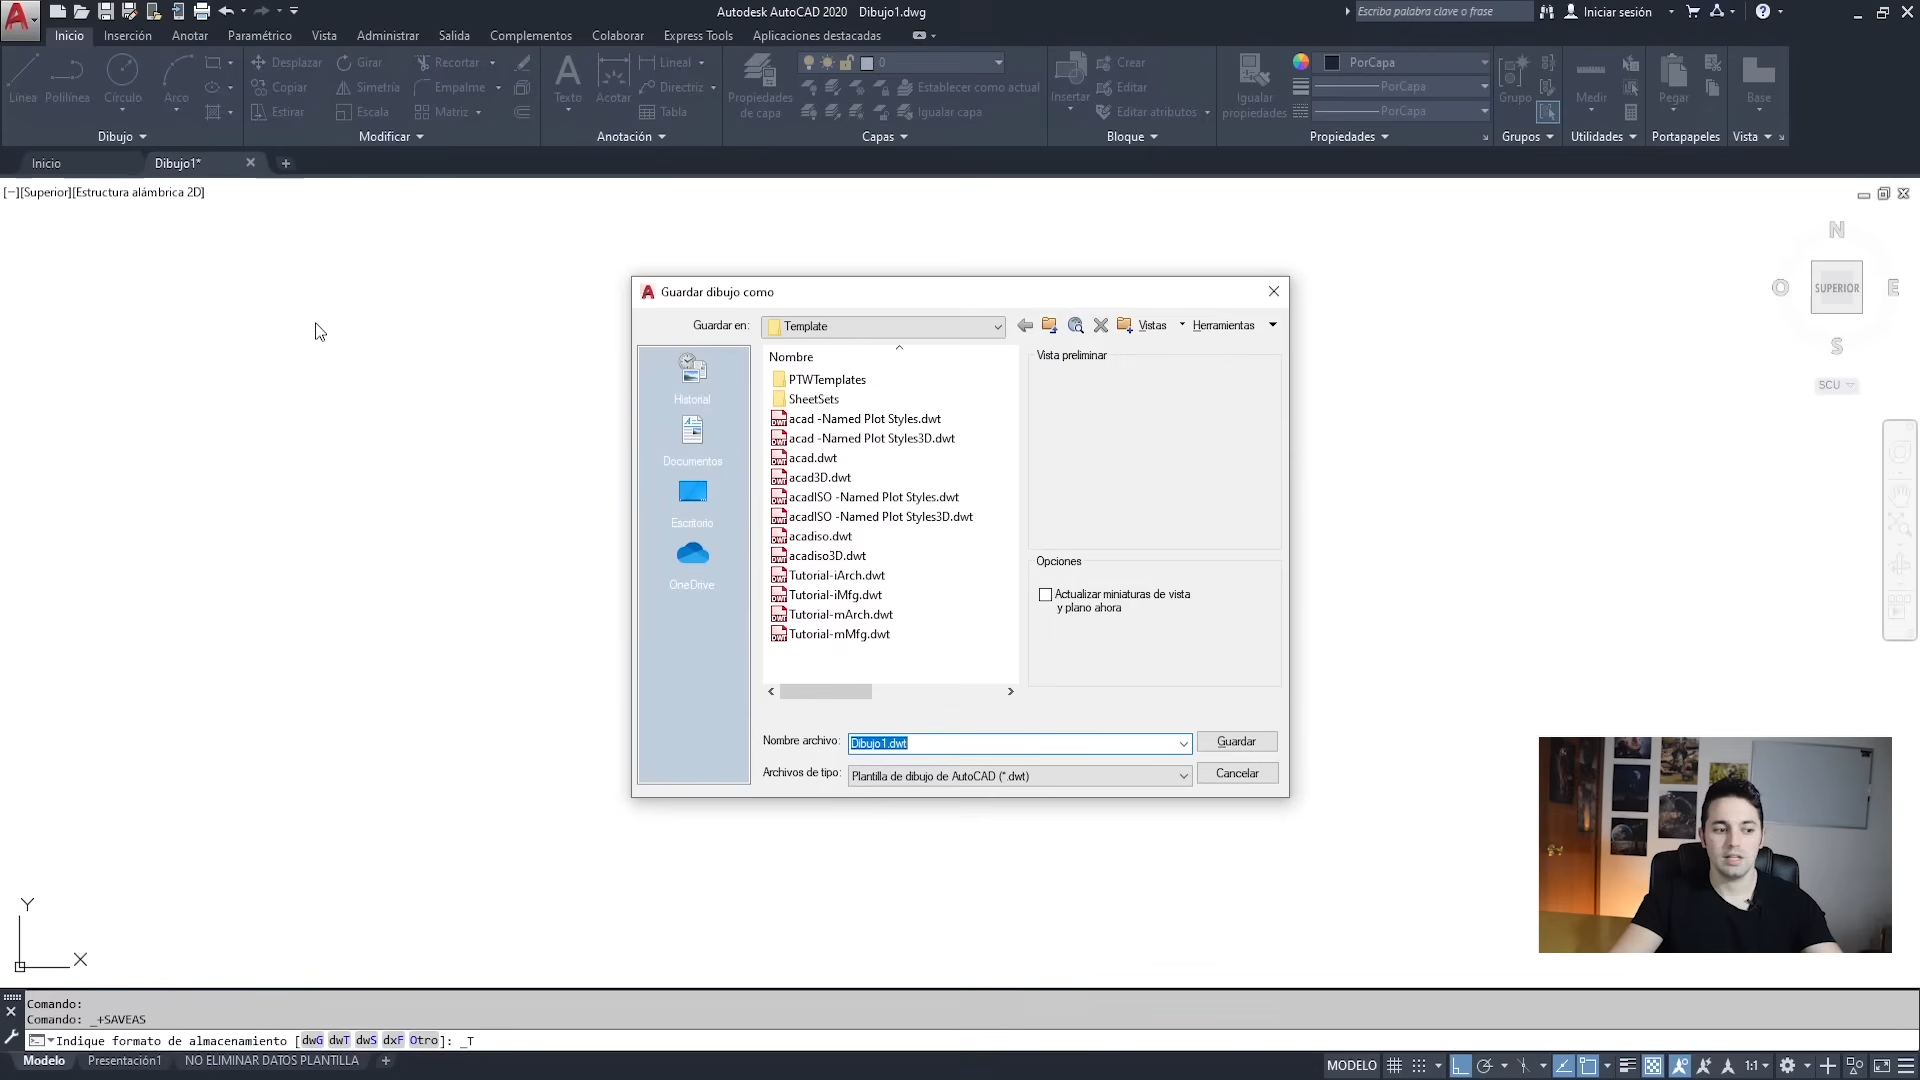 Autodesk AutoCAD 2020 Dibujo1.dwg
Escriba palabra clave o frase
Iniciar sesión
Inicio Inserción Anotar Paramétrico Vista Administrar Salida Complementos Colaborar Express Tools Aplicaciones destacadas
Línea Polilínea Círculo Arco
Desplazar Girar Recortar
Copiar Simetría Empalme
Estirar Escala Matriz
Texto Acotar
Lineal
Directriz
Tabla
Propiedades
de capa
0
Establecer como actual
Igualar capa
Insertar
Crear
Editar
Editar atributos
Igualar
propiedades
PorCapa
PorCapa
PorCapa
Grupo
Medir
Pegar
Base
Dibujo Modificar Anotación Capas Bloque Propiedades Grupos Utilidades Portapapeles Vista
Inicio Dibujo1*
[−][Superior][Estructura alámbrica 2D]
N
O SUPERIOR E
S
SCU
Guardar dibujo como
Guardar en: Template
Vistas Herramientas
Historial
Documentos
Escritorio
OneDrive
Nombre
PTWTemplates
SheetSets
acad -Named Plot Styles.dwt
acad -Named Plot Styles3D.dwt
acad.dwt
acad3D.dwt
acadISO -Named Plot Styles.dwt
acadISO -Named Plot Styles3D.dwt
acadiso.dwt
acadiso3D.dwt
Tutorial-iArch.dwt
Tutorial-iMfg.dwt
Tutorial-mArch.dwt
Tutorial-mMfg.dwt
Vista preliminar
Opciones
Actualizar miniaturas de vista
y plano ahora
Nombre archivo: Dibujo1.dwt Guardar
Archivos de tipo: Plantilla de dibujo de AutoCAD (*.dwt) Cancelar
Y
X
Comando:
Comando: _+SAVEAS
Indique formato de almacenamiento [dwG dwT dwS dxF Otro]: _T
Modelo Presentación1 NO ELIMINAR DATOS PLANTILLA
MODELO 1:1